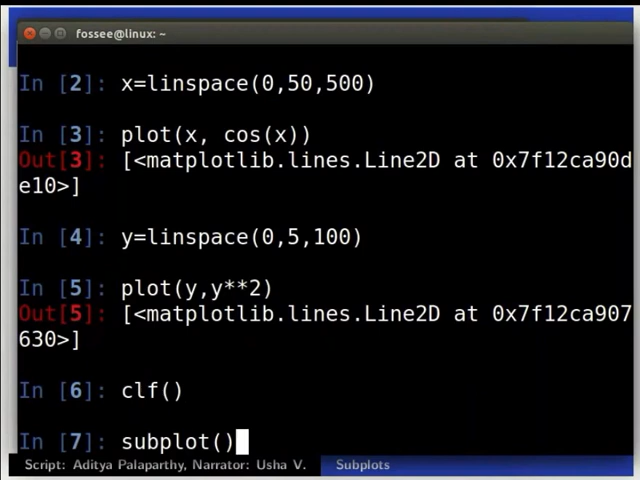 fossee@linux: ~
In [2]: x=linspace(0,50,500)
In [3]: plot(x, cos(x))
Out[3]: [<matplotlib.lines.Line2D at 0x7f12ca90d
e10>]
In [4]: y=linspace(0,5,100)
In [5]: plot(y,y**2)
Out[5]: [<matplotlib.lines.Line2D at 0x7f12ca907
630>]
In [6]: clf()
In [7]: subplot()
Script: Aditya Palaparthy, Narrator: Usha V. Subplots